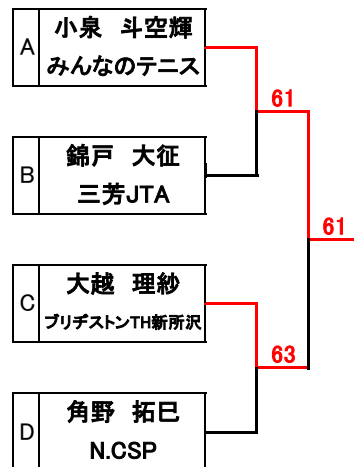 A
小泉 斗空輝
みんなのテニス
61
B
錦戸 大征
三芳JTA
61
C
大越 理紗
ブリヂストンTH新所沢
63
D
角野 拓巳
N.CSP